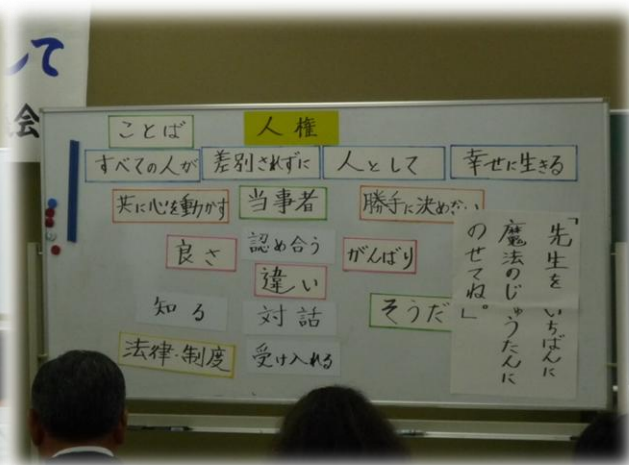 して
会
ことば
人権
すべての人が 差別されずに 人として 幸せに生きる
共に心を動かす 当事者 勝手に決めない
良さ 認め合う がんばり
違い
知る 対話 そうだ
法律・制度 受け入れる
「先生を いちばんに
魔法のじゅうたんに
のせてね」。